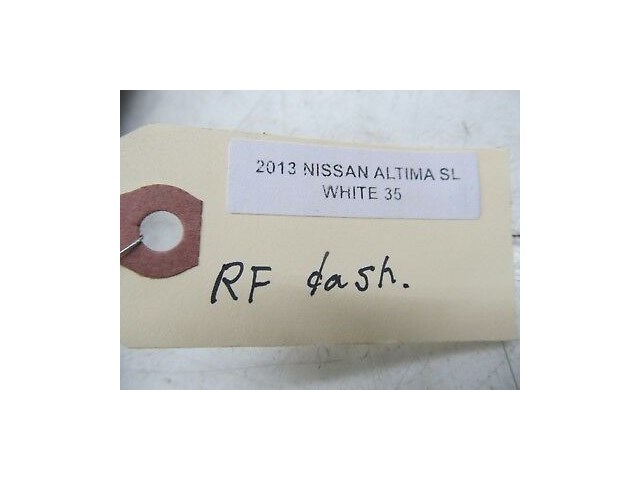 2013 NISSAN ALTIMA SL
WHITE 35
RF dash.